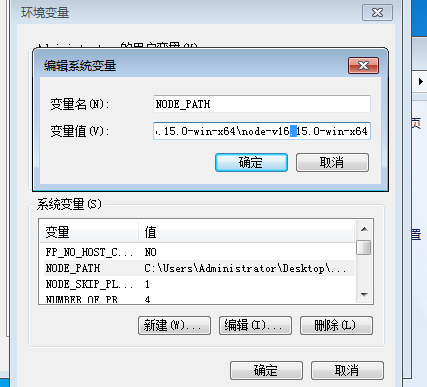 环境变量
编辑系统变量
变量名(N):
NODE_PATH
变量值(V):
.15.0-win-x64\node-v16.15.0-win-x64
确定
取消
系统变量(S)
变量
值
FP_NO_HOST_C...
NO
NODE_PATH
C:\Users\Administrator\Desktop\...
NODE_SKIP_PL...
1
NUMBER_OF_PR...
4
新建(W)...
编辑(I)...
删除(L)
确定
取消
页
置